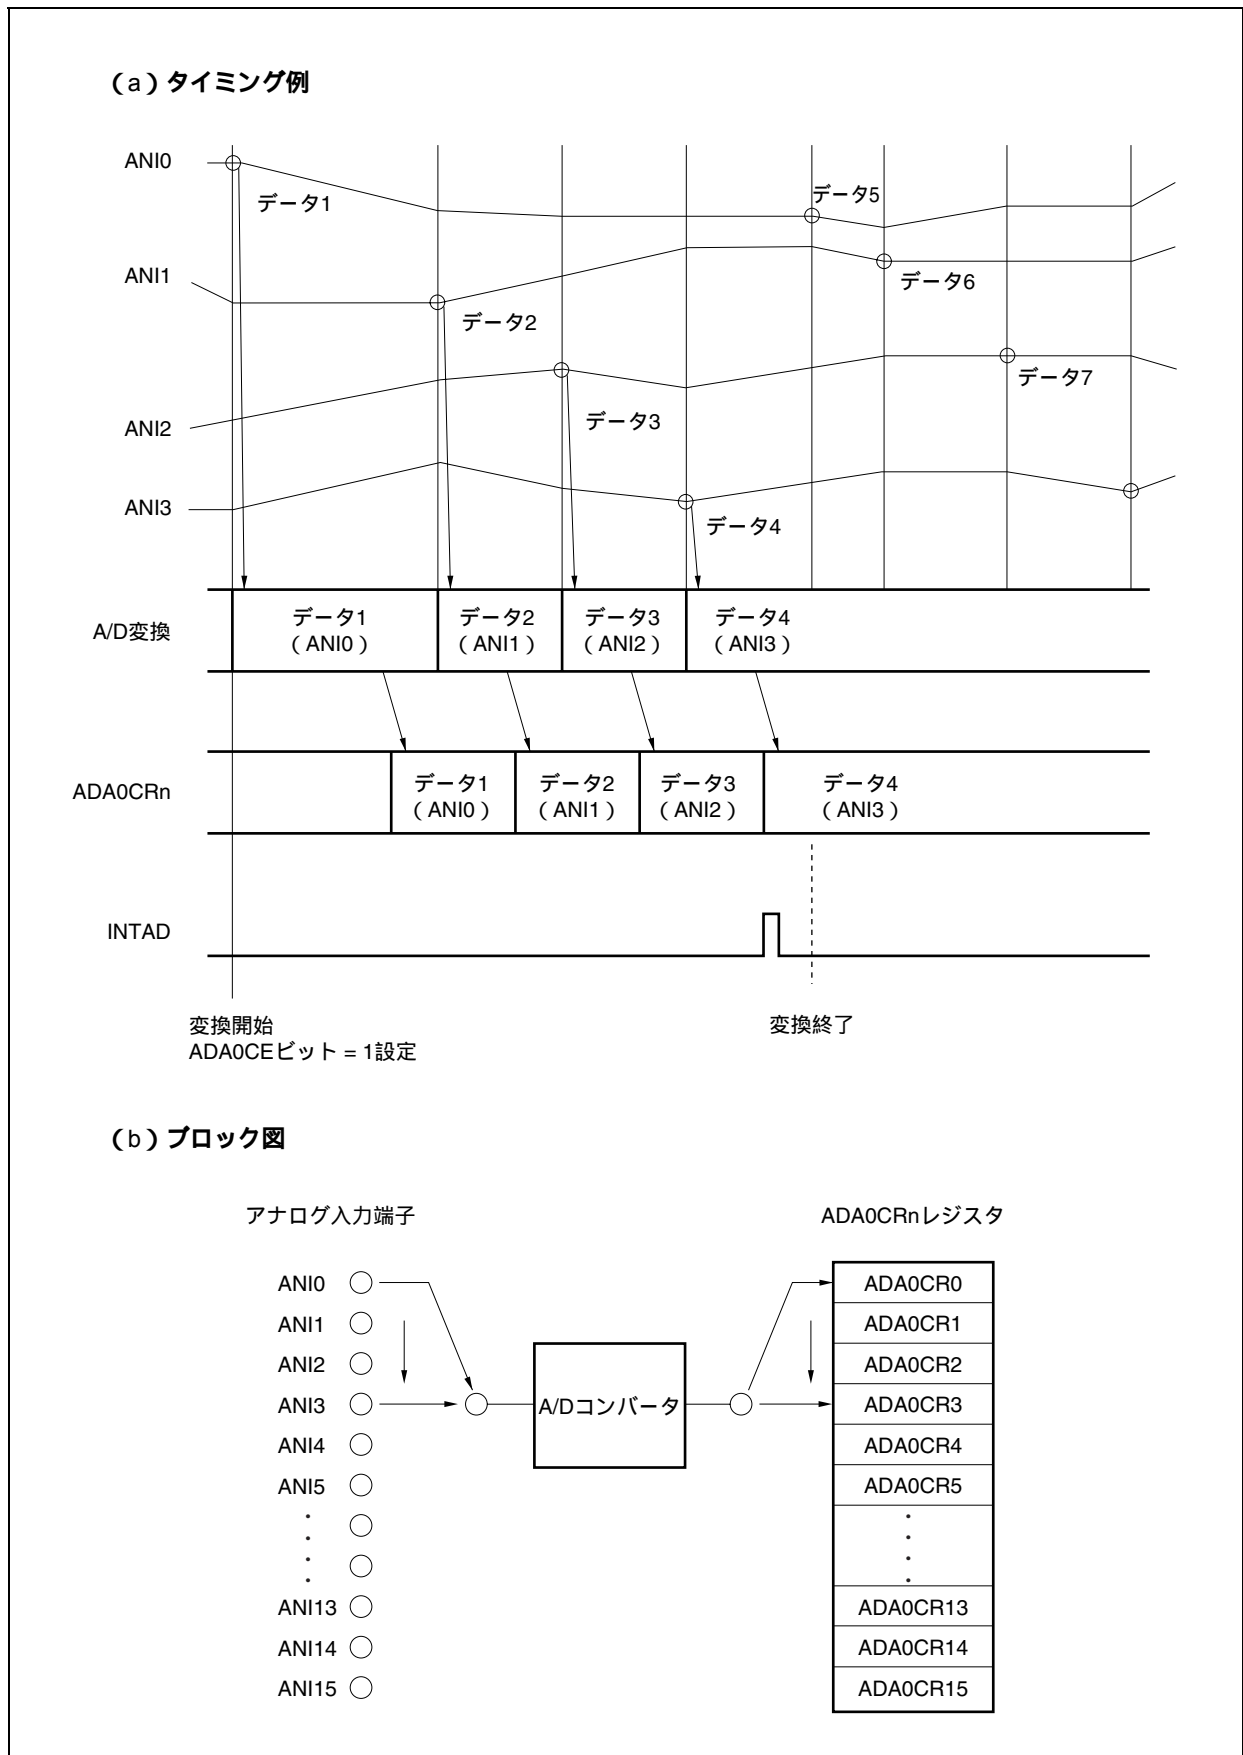 （a）タイミング例
ANI0
データ1
データ5
ANI1
データ2
データ6
ANI2
データ3
データ7
ANI3
データ4
A/D変換
データ1
（ANI0）
データ2
（ANI1）
データ3
（ANI2）
データ4
（ANI3）
ADA0CRn
データ1
（ANI0）
データ2
（ANI1）
データ3
（ANI2）
データ4
（ANI3）
INTAD
変換開始
ADA0CEビット = 1設定
変換終了
（b）ブロック図
アナログ入力端子
ADA0CRnレジスタ
ANI0
ANI1
ANI2
ANI3
ANI4
ANI5
ANI13
ANI14
ANI15
A/Dコンバータ
ADA0CR0
ADA0CR1
ADA0CR2
ADA0CR3
ADA0CR4
ADA0CR5
ADA0CR13
ADA0CR14
ADA0CR15